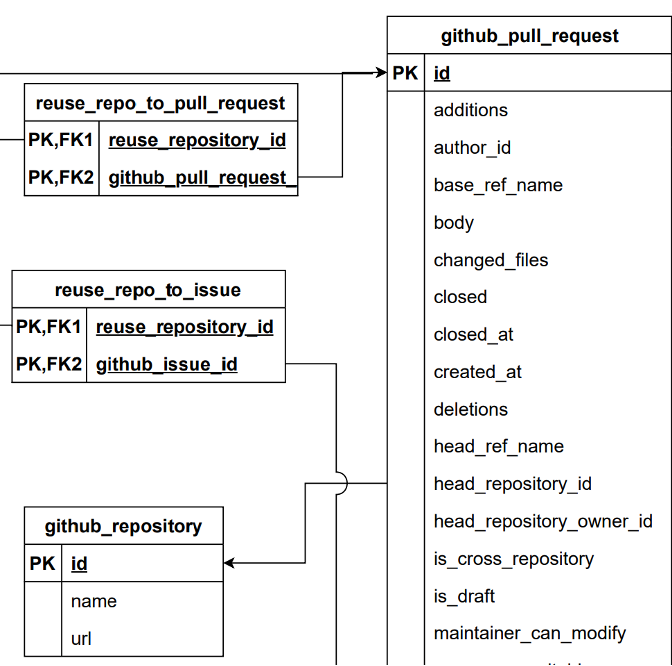 github_pull_request
PK id
additions
author_id
base_ref_name
body
changed_files
closed
closed_at
created_at
deletions
head_ref_name
head_repository_id
head_repository_owner_id
is_cross_repository
is_draft
maintainer_can_modify
reuse_repo_to_pull_request
PK,FK1 reuse_repository_id
PK,FK2 github_pull_request_
reuse_repo_to_issue
PK,FK1 reuse_repository_id
PK,FK2 github_issue_id
github_repository
PK id
name
url